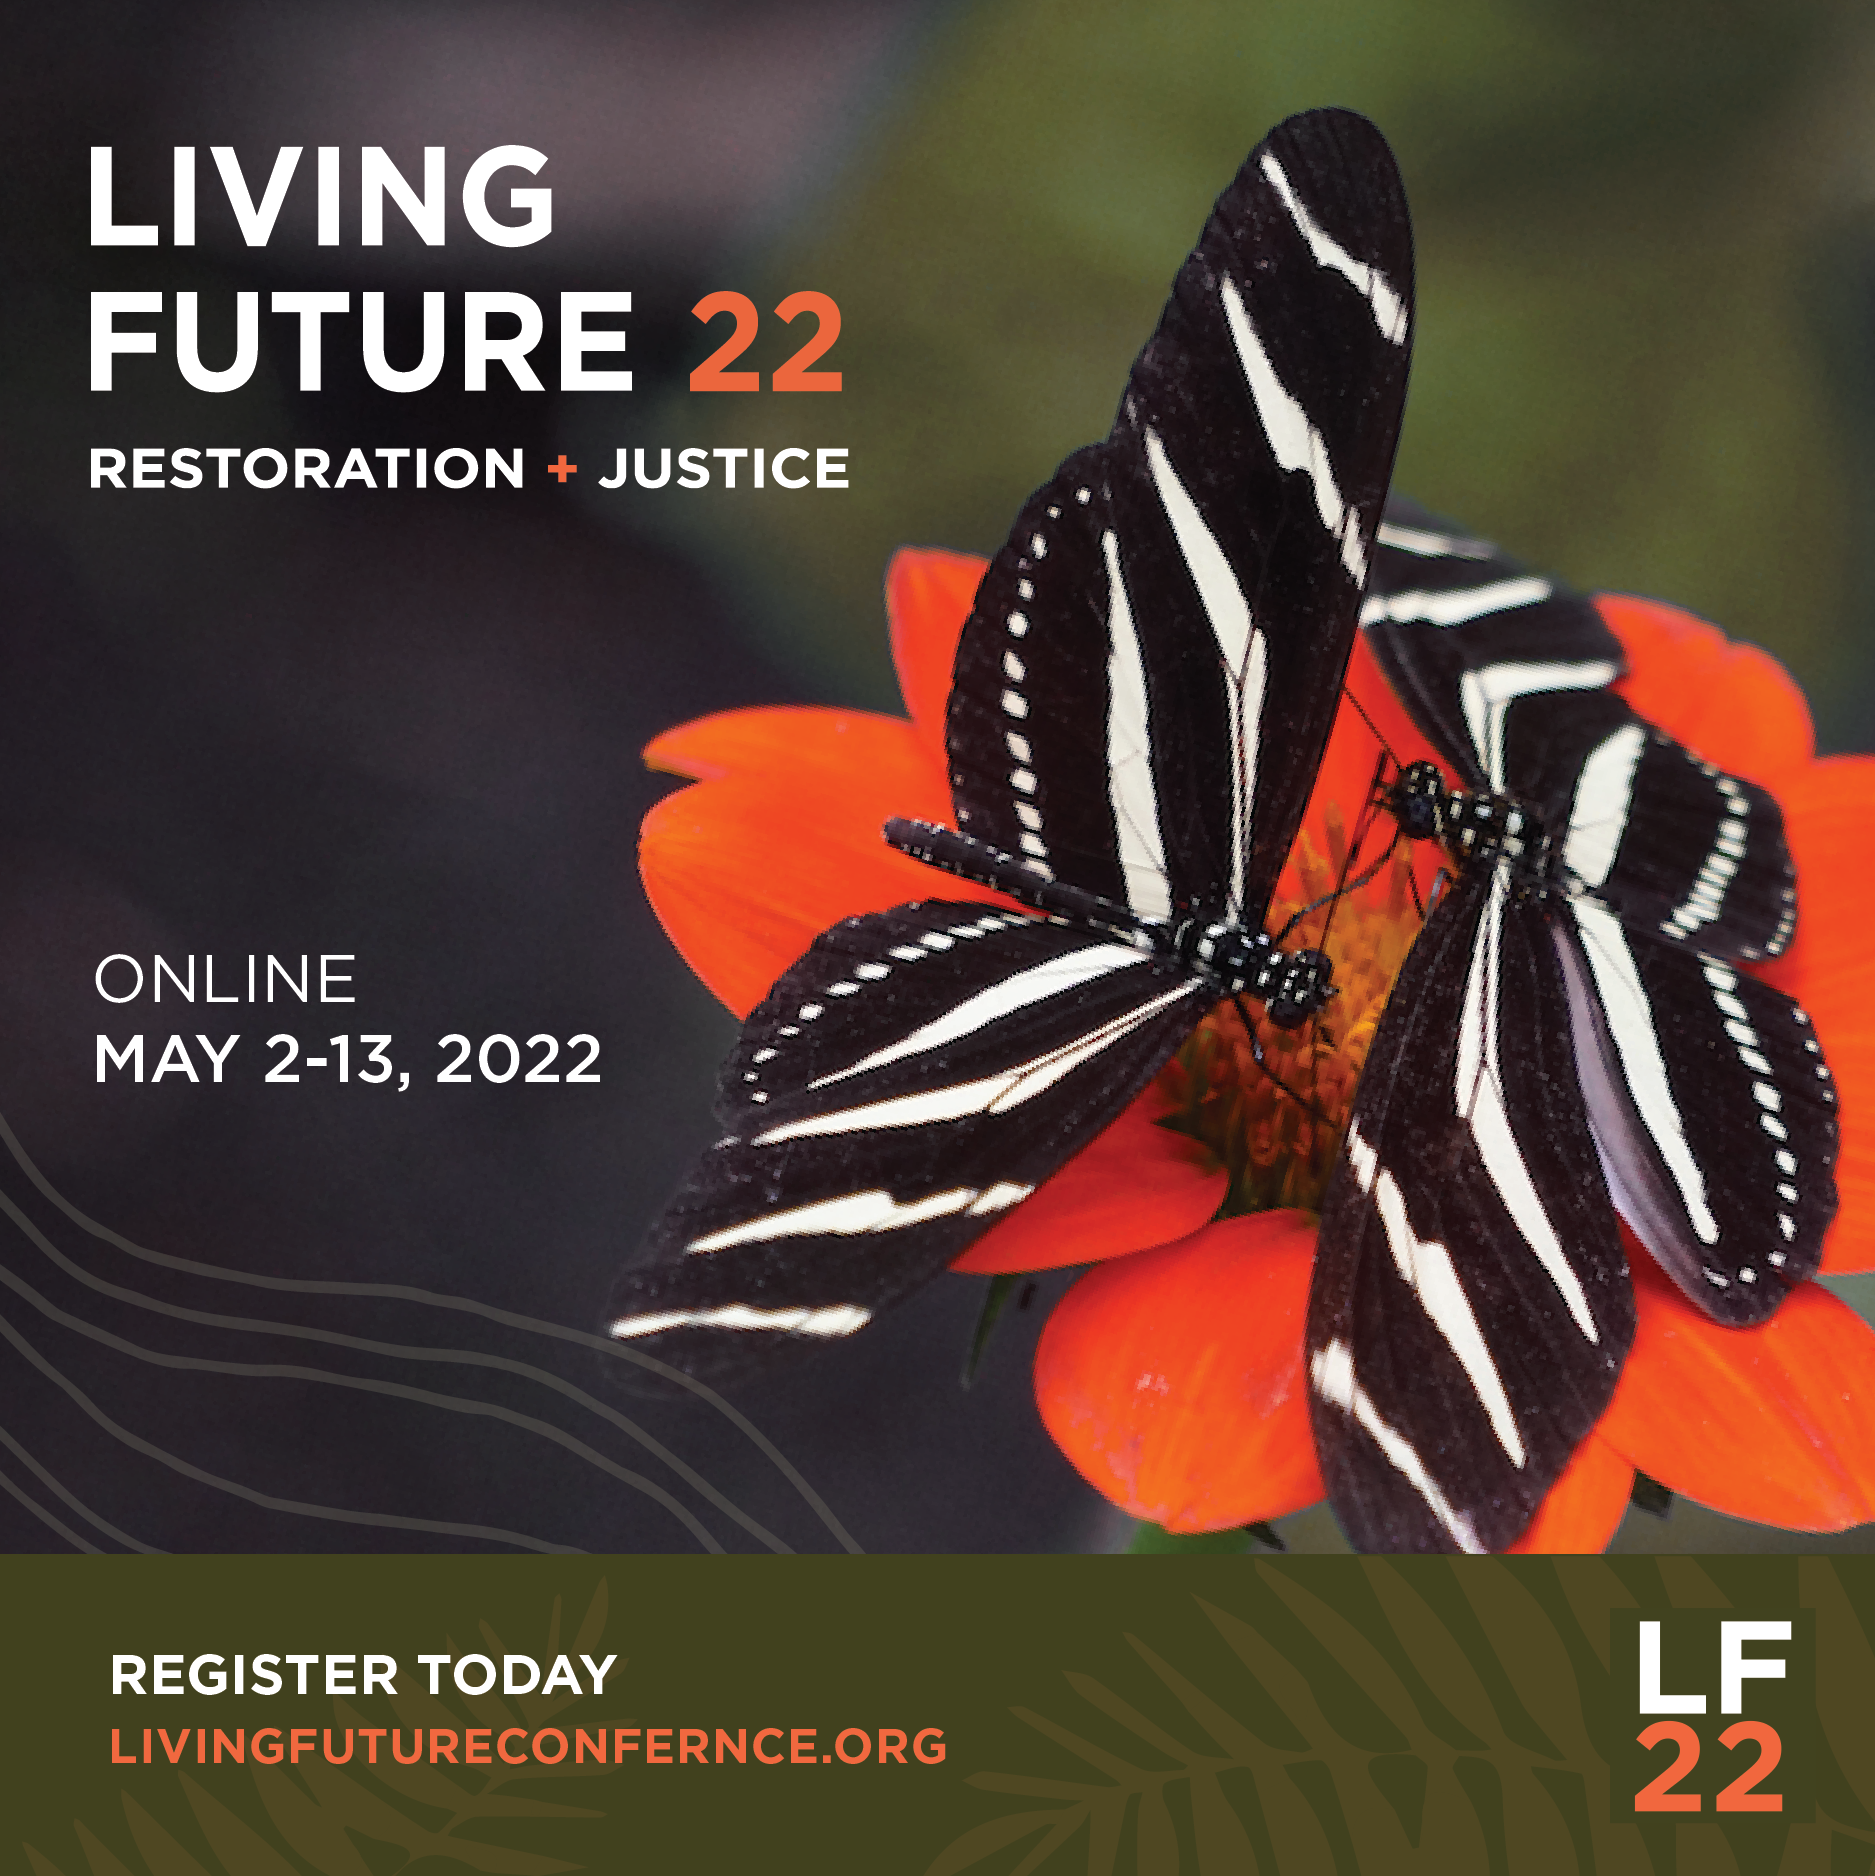 LIVING
FUTURE 22
RESTORATION + JUSTICE
ONLINE
MAY 2-13, 2022
REGISTER TODAY
LIVINGFUTURECONFERNCE.ORG
LF
22